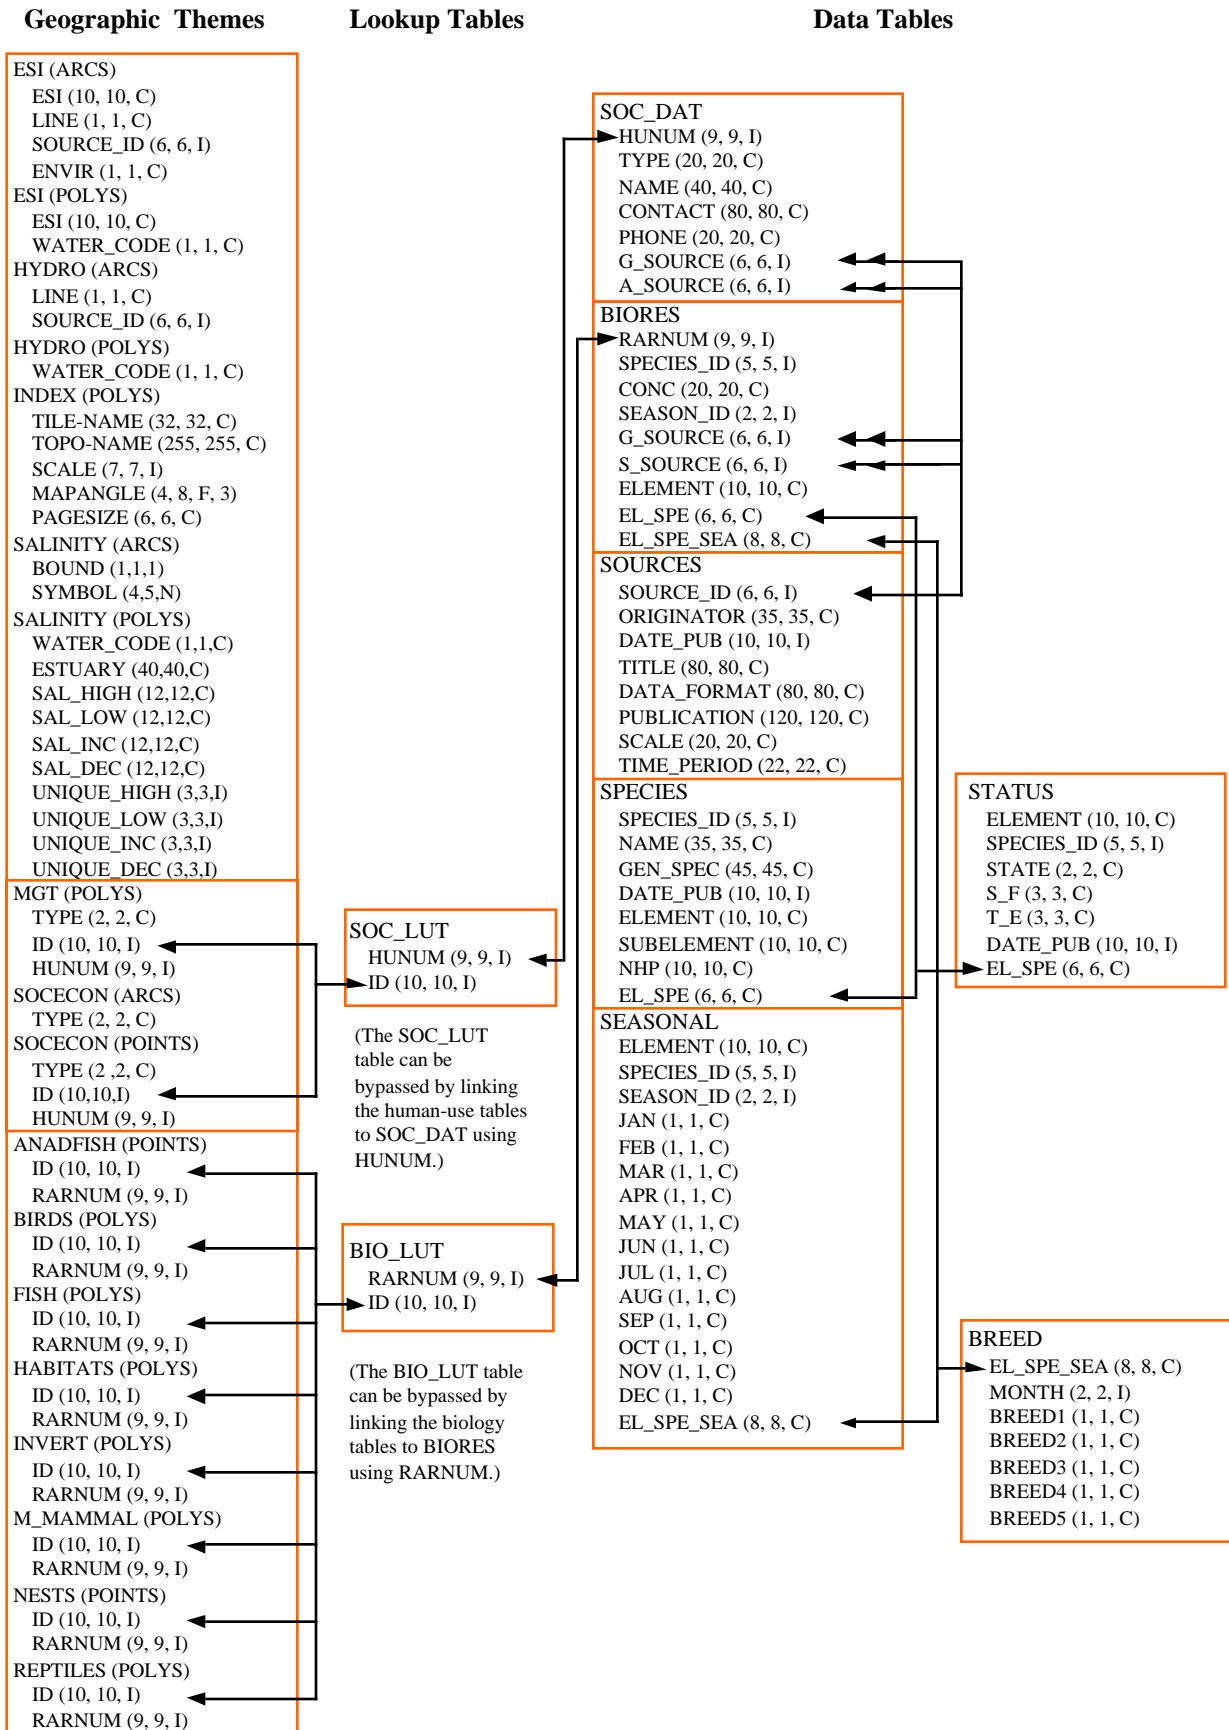 Geographic Themes
ESI (ARCS)
ESI (10, 10, C)
LINE (1, 1, C)
SOURCE_ID (6, 6, I)
ENVIR (1, 1, C)
ESI (POLYS)
ESI (10, 10, C)
WATER_CODE (1, 1, C)
HYDRO (ARCS)
LINE (1, 1, C)
SOURCE_ID (6, 6, I)
HYDRO (POLYS)
WATER_CODE (1, 1, C)
INDEX (POLYS)
TILE-NAME (32, 32, C)
TOPO-NAME (255, 255, C)
SCALE (7, 7, I)
MAPANGLE (4, 8, F, 3)
PAGESIZE (6, 6, C)
SALINITY (ARCS)
BOUND (1,1,1)
SYMBOL (4,5,N)
SALINITY (POLYS)
WATER_CODE (1,1,C)
ESTUARY (40,40,C)
SAL_HIGH (12,12,C)
SAL_LOW (12,12,C)
SAL_INC (12,12,C)
SAL_DEC (12,12,C)
UNIQUE_HIGH (3,3,I)
UNIQUE_LOW (3,3,I)
UNIQUE_INC (3,3,I)
UNIQUE_DEC (3,3,I)
MGT (POLYS)
TYPE (2, 2, C)
ID (10, 10, I)
HUNUM (9, 9, I)
SOCECON (ARCS)
TYPE (2, 2, C)
SOCECON (POINTS)
TYPE (2 ,2, C)
ID (10,10,I)
HUNUM (9, 9, I)
ANADFISH (POINTS)
ID (10, 10, I)
RARNUM (9, 9, I)
BIRDS (POLYS)
ID (10, 10, I)
RARNUM (9, 9, I)
FISH (POLYS)
ID (10, 10, I)
RARNUM (9, 9, I)
HABITATS (POLYS)
ID (10, 10, I)
RARNUM (9, 9, I)
INVERT (POLYS)
ID (10, 10, I)
RARNUM (9, 9, I)
M_MAMMAL (POLYS)
ID (10, 10, I)
RARNUM (9, 9, I)
NESTS (POINTS)
ID (10, 10, I)
RARNUM (9, 9, I)
REPTILES (POLYS)
ID (10, 10, I)
RARNUM (9, 9, I)
Lookup Tables
SOC_LUT
HUNUM (9, 9, I)
ID (10, 10, I)
(The SOC_LUT
table can be
bypassed by linking
the human-use tables
to SOC_DAT using
HUNUM.)
BIO_LUT
RARNUM (9, 9, I)
ID (10, 10, I)
(The BIO_LUT table
can be bypassed by
linking the biology
tables to BIORES
using RARNUM.)
Data Tables
SOC_DAT
HUNUM (9, 9, I)
TYPE (20, 20, C)
NAME (40, 40, C)
CONTACT (80, 80, C)
PHONE (20, 20, C)
G_SOURCE (6, 6, I)
A_SOURCE (6, 6, I)
BIORES
RARNUM (9, 9, I)
SPECIES_ID (5, 5, I)
CONC (20, 20, C)
SEASON_ID (2, 2, I)
G_SOURCE (6, 6, I)
S_SOURCE (6, 6, I)
ELEMENT (10, 10, C)
EL_SPE (6, 6, C)
EL_SPE_SEA (8, 8, C)
SOURCES
SOURCE_ID (6, 6, I)
ORIGINATOR (35, 35, C)
DATE_PUB (10, 10, I)
TITLE (80, 80, C)
DATA_FORMAT (80, 80, C)
PUBLICATION (120, 120, C)
SCALE (20, 20, C)
TIME_PERIOD (22, 22, C)
SPECIES
SPECIES_ID (5, 5, I)
NAME (35, 35, C)
GEN_SPEC (45, 45, C)
DATE_PUB (10, 10, I)
ELEMENT (10, 10, C)
SUBELEMENT (10, 10, C)
NHP (10, 10, C)
EL_SPE (6, 6, C)
SEASONAL
ELEMENT (10, 10, C)
SPECIES_ID (5, 5, I)
SEASON_ID (2, 2, I)
JAN (1, 1, C)
FEB (1, 1, C)
MAR (1, 1, C)
APR (1, 1, C)
MAY (1, 1, C)
JUN (1, 1, C)
JUL (1, 1, C)
AUG (1, 1, C)
SEP (1, 1, C)
OCT (1, 1, C)
NOV (1, 1, C)
DEC (1, 1, C)
EL_SPE_SEA (8, 8, C)
STATUS
ELEMENT (10, 10, C)
SPECIES_ID (5, 5, I)
STATE (2, 2, C)
S_F (3, 3, C)
T_E (3, 3, C)
DATE_PUB (10, 10, I)
EL_SPE (6, 6, C)
BREED
EL_SPE_SEA (8, 8, C)
MONTH (2, 2, I)
BREED1 (1, 1, C)
BREED2 (1, 1, C)
BREED3 (1, 1, C)
BREED4 (1, 1, C)
BREED5 (1, 1, C)